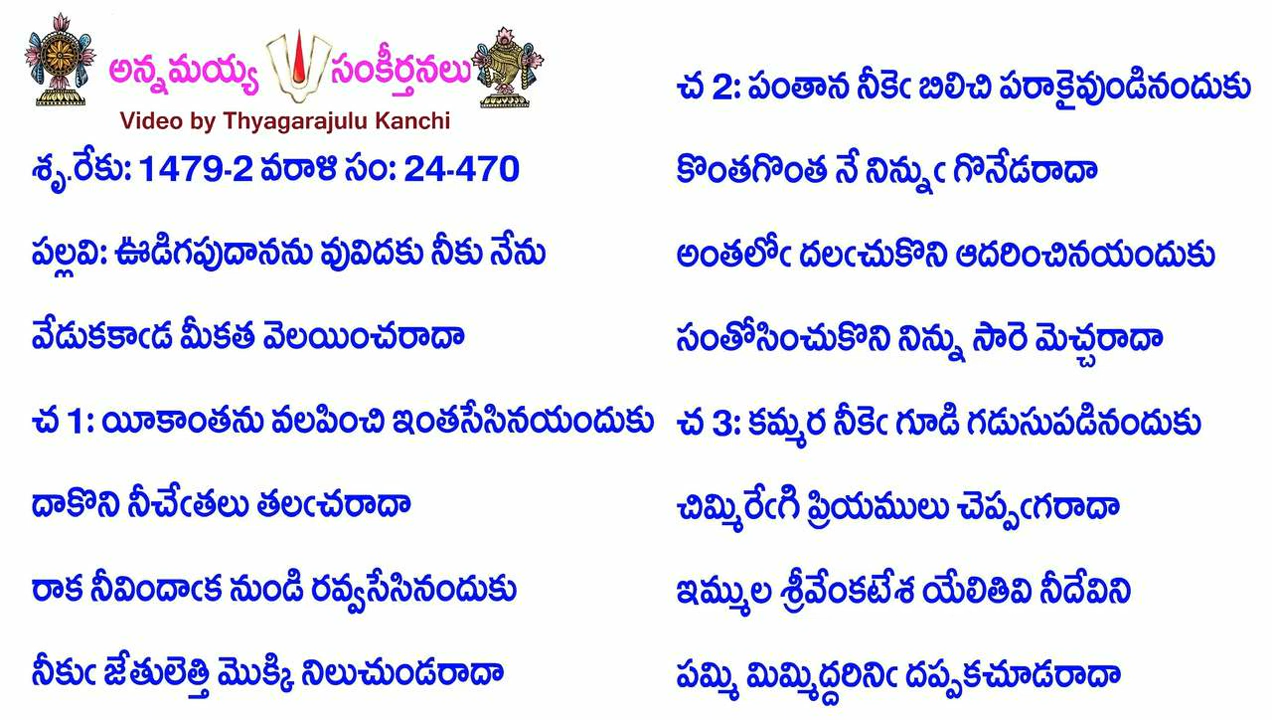 అన్నమయ్య సంకీర్తనలు
Video by Thyagarajulu Kanchi
శృ.రేకు: 1479-2 వరాళి సం: 24-470
పల్లవి: ఊడిగపుదానను వువిదకు నీకు నేను
వేడుకకాఁడ మీకత వెలయించరాదా
చ 1: యీకాంతను వలపించి ఇంతసేసినయందుకు
దాకొని నీచేఁతలు తలఁచరాదా
రాక నీవిందాఁక నుండి రవ్వసేసినందుకు
నీకుఁ జేతులెత్తి మొక్కి నిలుచుండరాదా
చ 2: పంతాన నీకెఁ బిలిచి పరాకైవుండినందుకు
కొంతగొంత నే నిన్నుఁ గొనేడరాదా
అంతలోఁ దలఁచుకొని ఆదరించినయందుకు
సంతోసించుకొని నిన్ను సారె మెచ్చరాదా
చ 3: కమ్మర నీకెఁ గూడి గడుసుపడినందుకు
చిమ్మిరేఁగి ప్రియములు చెప్పఁగరాదా
ఇమ్ముల శ్రీవేంకటేశ యేలితివి నీదేవిని
పమ్మి మిమ్మిద్దరినిఁ దప్పకచూడరాదా